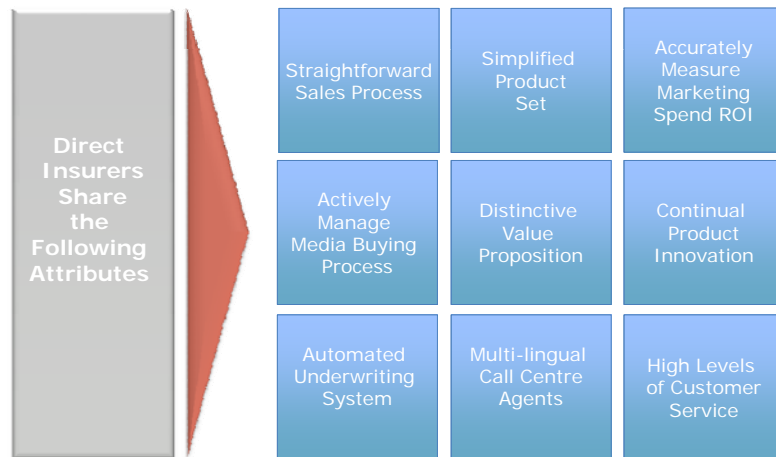 Direct
Insurers
Share
the
Following
Attributes
Straightforward
Sales Process
Simplified
Product
Set
Accurately
Measure
Marketing
Spend ROI
Actively
Manage
Media Buying
Process
Distinctive
Value
Proposition
Continual
Product
Innovation
Automated
Underwriting
System
Multi-lingual
Call Centre
Agents
High Levels
of Customer
Service